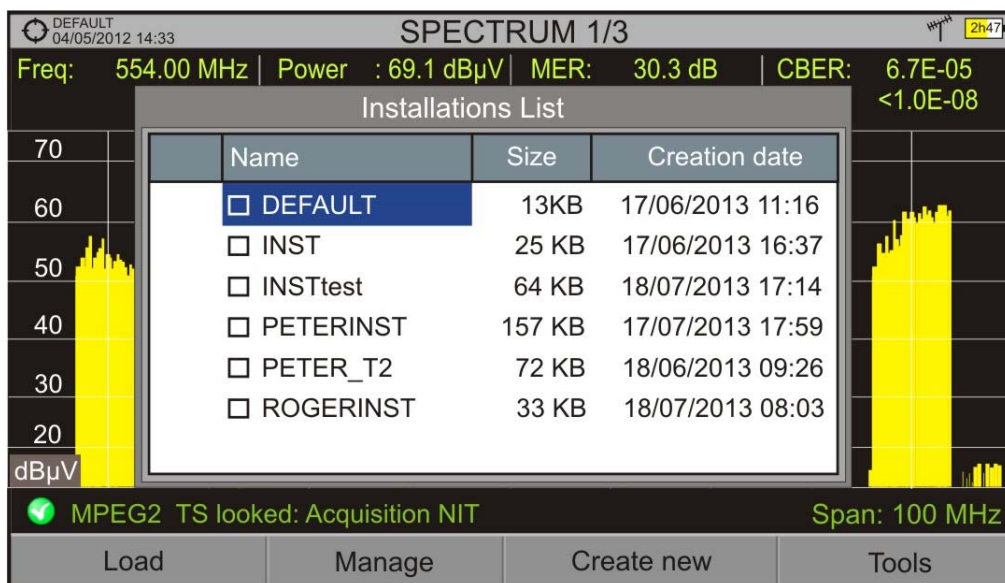 DEFAULT
04/05/2012 14:33
SPECTRUM 1/3
2h47
Freq: 554.00 MHz Power : 69.1 dBµV MER: 30.3 dB CBER: 6.7E-05
<1.0E-08
Installations List
Name Size Creation date
DEFAULT 13KB 17/06/2013 11:16
INST 25 KB 17/06/2013 16:37
INSTtest 64 KB 18/07/2013 17:14
PETERINST 157 KB 17/07/2013 17:59
PETER_T2 72 KB 18/06/2013 09:26
ROGERINST 33 KB 18/07/2013 08:03
70
60
50
40
30
20
dBµV
MPEG2 TS looked: Acquisition NIT Span: 100 MHz
Load Manage Create new Tools